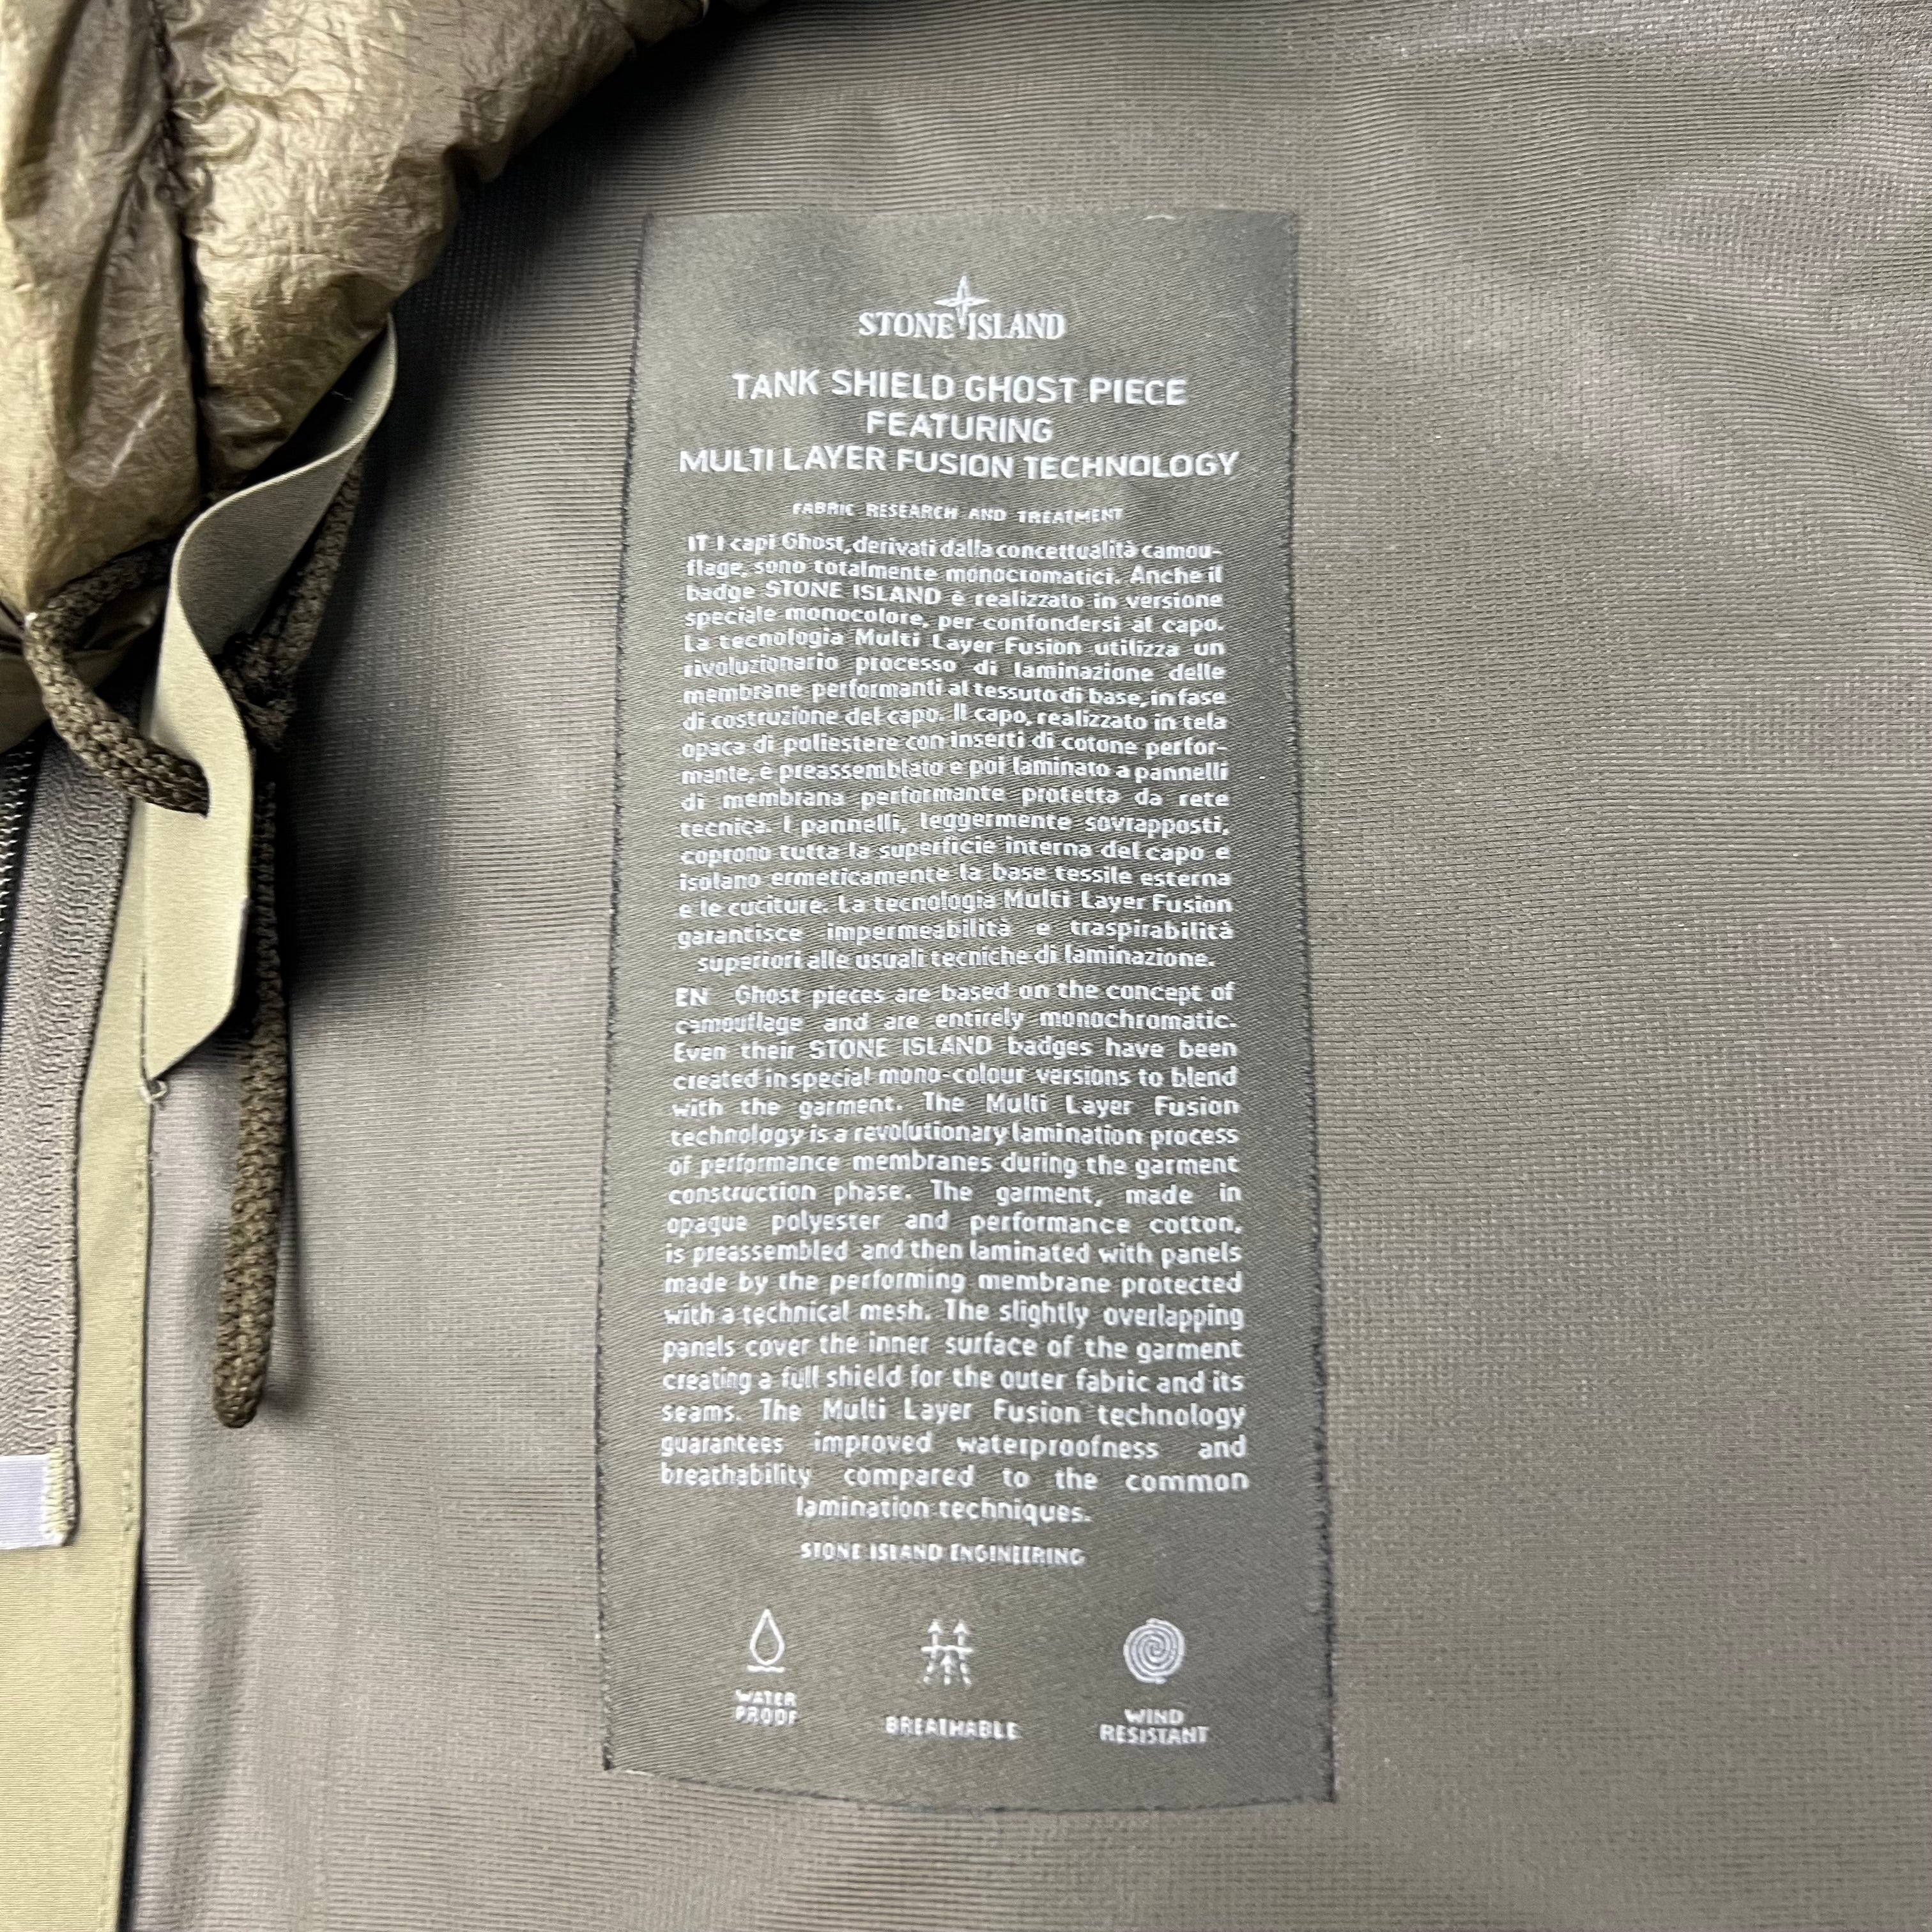 STONE ISLAND
TANK SHIELD GHOST PIECE
FEATURING
MULTI LAYER FUSION TECHNOLOGY
FABRIC RESEARCH AND TREATMENT
IT I capi Ghost, derivati dalla concettualità camou-
flage, sono totalmente monocromatici. Anche il
badge STONE ISLAND è realizzato in versione
speciale monocolore, per confondersi al capo.
La tecnologia Multi Layer Fusion utilizza un
rivoluzionario processo di laminazione delle
membrane performanti al tessuto di base, in fase
di costruzione del capo. Il capo, realizzato in tela
opaca di poliestere con inserti di cotone perfor-
mante, è preassemblato e poi laminato a pannelli
di membrana performante protetta da rete
tecnica. I pannelli, leggermente sovrapposti,
coprono tutta la superficie interna del capo e
isolano ermeticamente la base tessile esterna
e le cuciture. La tecnologia Multi Layer Fusion
garantisce impermeabilità e traspirabilità
superiori alle usuali tecniche di laminazione.
EN Ghost pieces are based on the concept of
camouflage and are entirely monochromatic.
Even their STONE ISLAND badges have been
created in special mono-colour versions to blend
with the garment. The Multi Layer Fusion
technology is a revolutionary lamination process
of performance membranes during the garment
construction phase. The garment, made in
opaque polyester and performance cotton,
is preassembled and then laminated with panels
made by the performing membrane protected
with a technical mesh. The slightly overlapping
panels cover the inner surface of the garment
creating a full shield for the outer fabric and its
seams. The Multi Layer Fusion technology
guarantees improved waterproofness and
breathability compared to the common
lamination techniques.
STONE ISLAND ENGINEERING
WATER
PROOF
BREATHABLE
WIND
RESISTANT